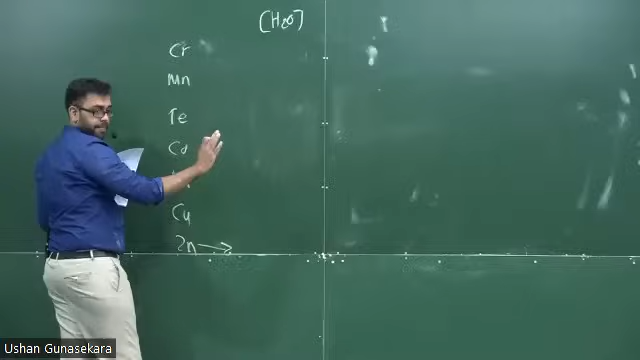 [H₂O]
Cr
Mn
Fe
Co
Cu
Zn →
Ushan Gunasekara